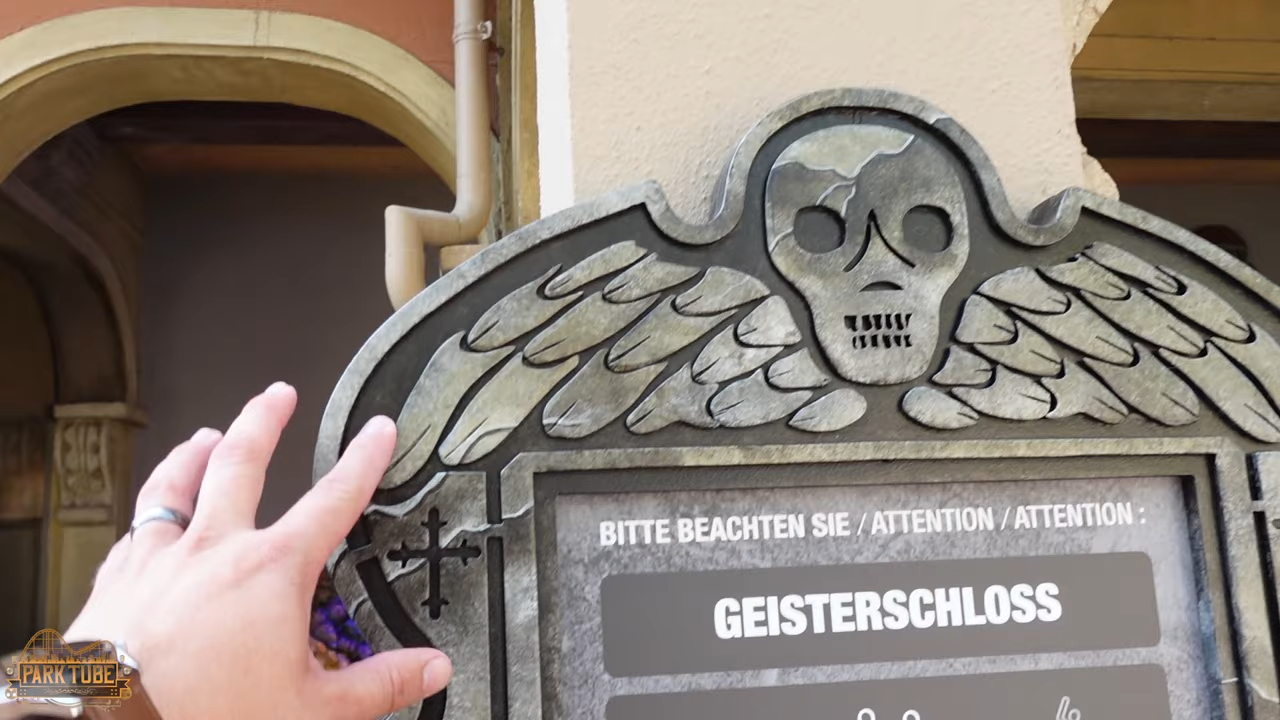 BITTE BEACHTEN SIE / ATTENTION / ATTENTION :
GEISTERSCHLOSS
PARK TUBE